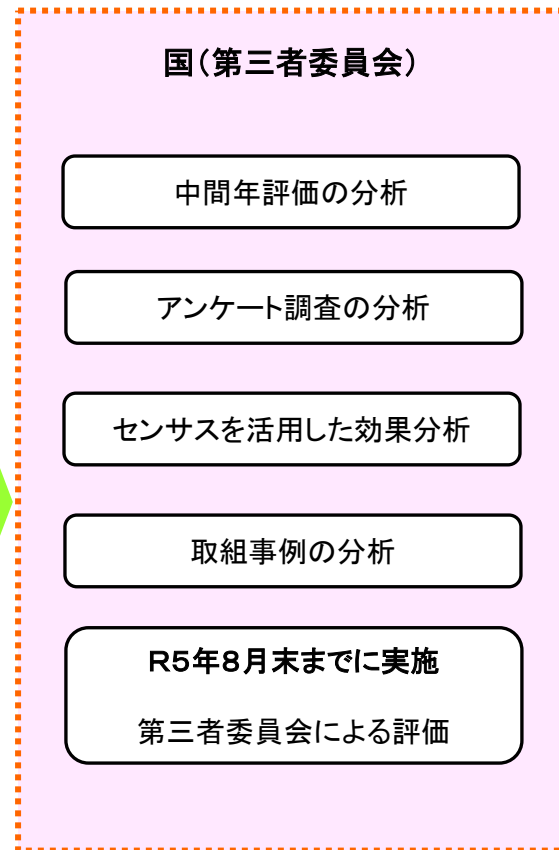 国（第三者委員会）
中間年評価の分析
アンケート調査の分析
センサスを活用した効果分析
取組事例の分析
Ｒ５年８月末までに実施
第三者委員会による評価